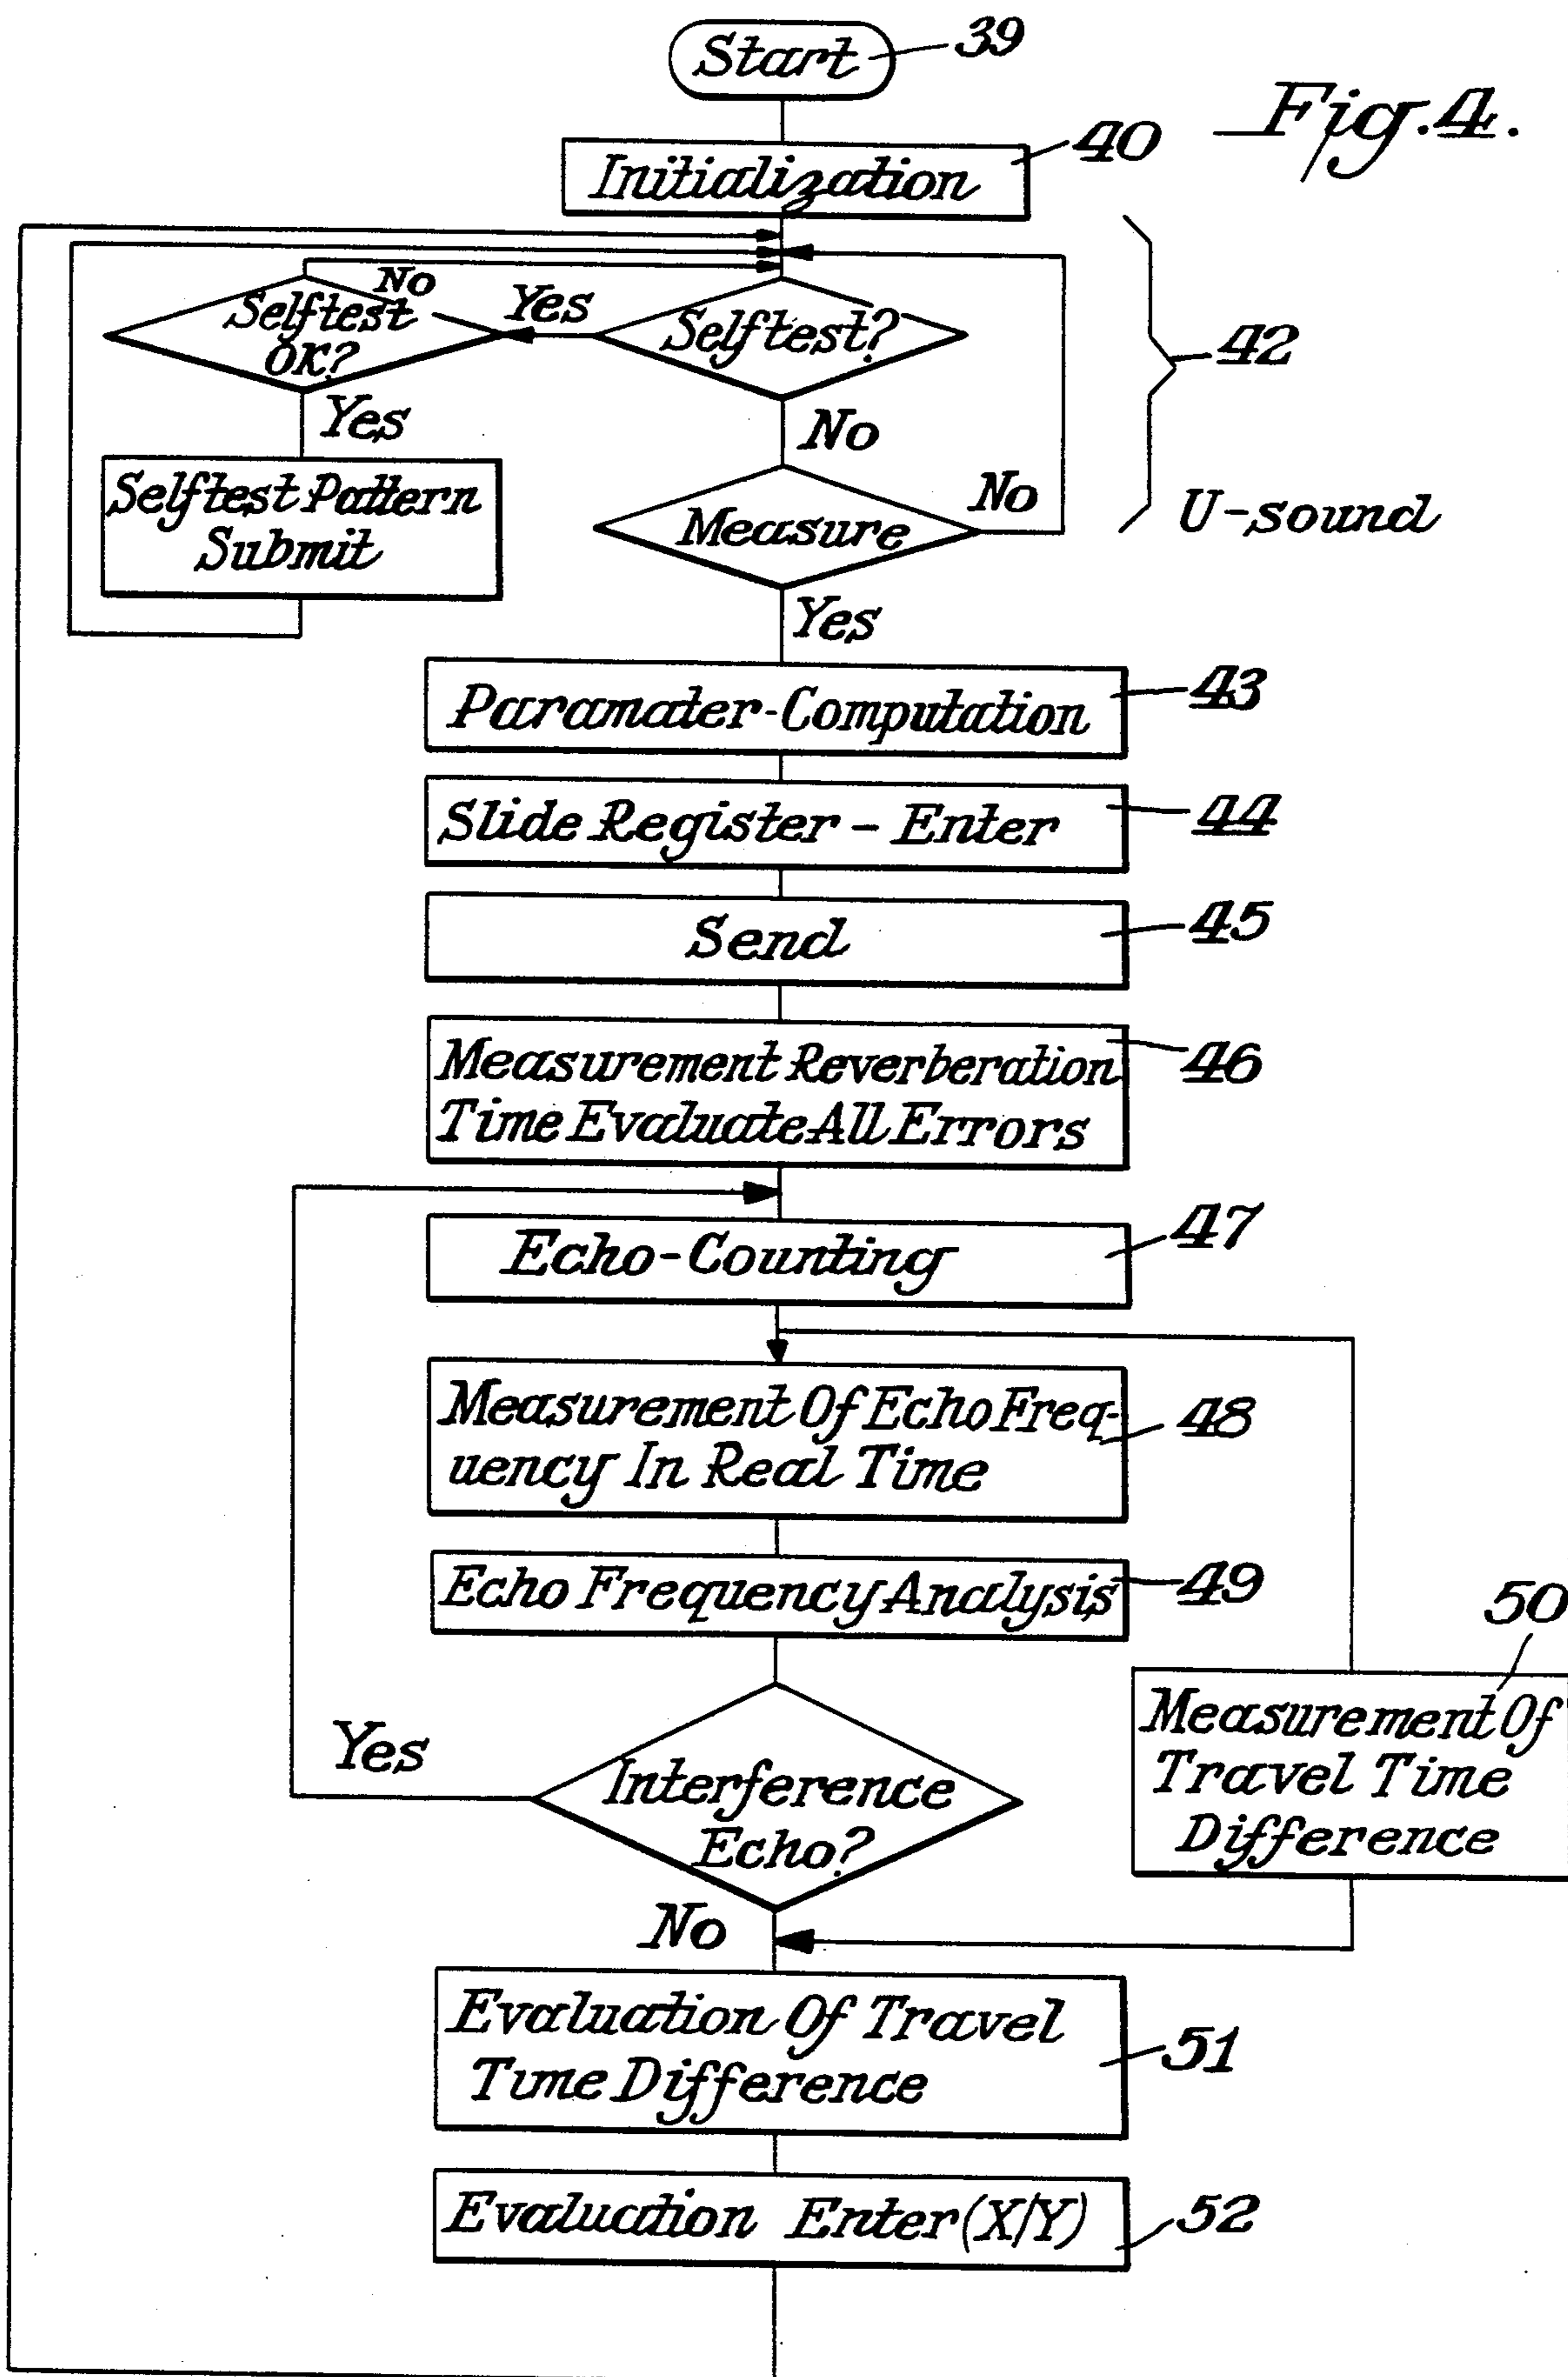 Start
39
Fig. 4.
Initialization
40
Selftest
OK?
No
Yes
Selftest?
42
Yes
No
Selftest Pattern
Submit
Measure
No
U-sound
Yes
Paramater-Computation
43
Slide Register - Enter
44
Send
45
Measurement Reverberation
Time Evaluate All Errors
46
Echo-Counting
47
Measurement Of Echo Freq-
uency In Real Time
48
Echo Frequency Analysis
49
50
Measurement Of
Travel Time
Difference
Yes
Interference
Echo?
No
Evaluation Of Travel
Time Difference
51
Evaluation Enter (X/Y)
52